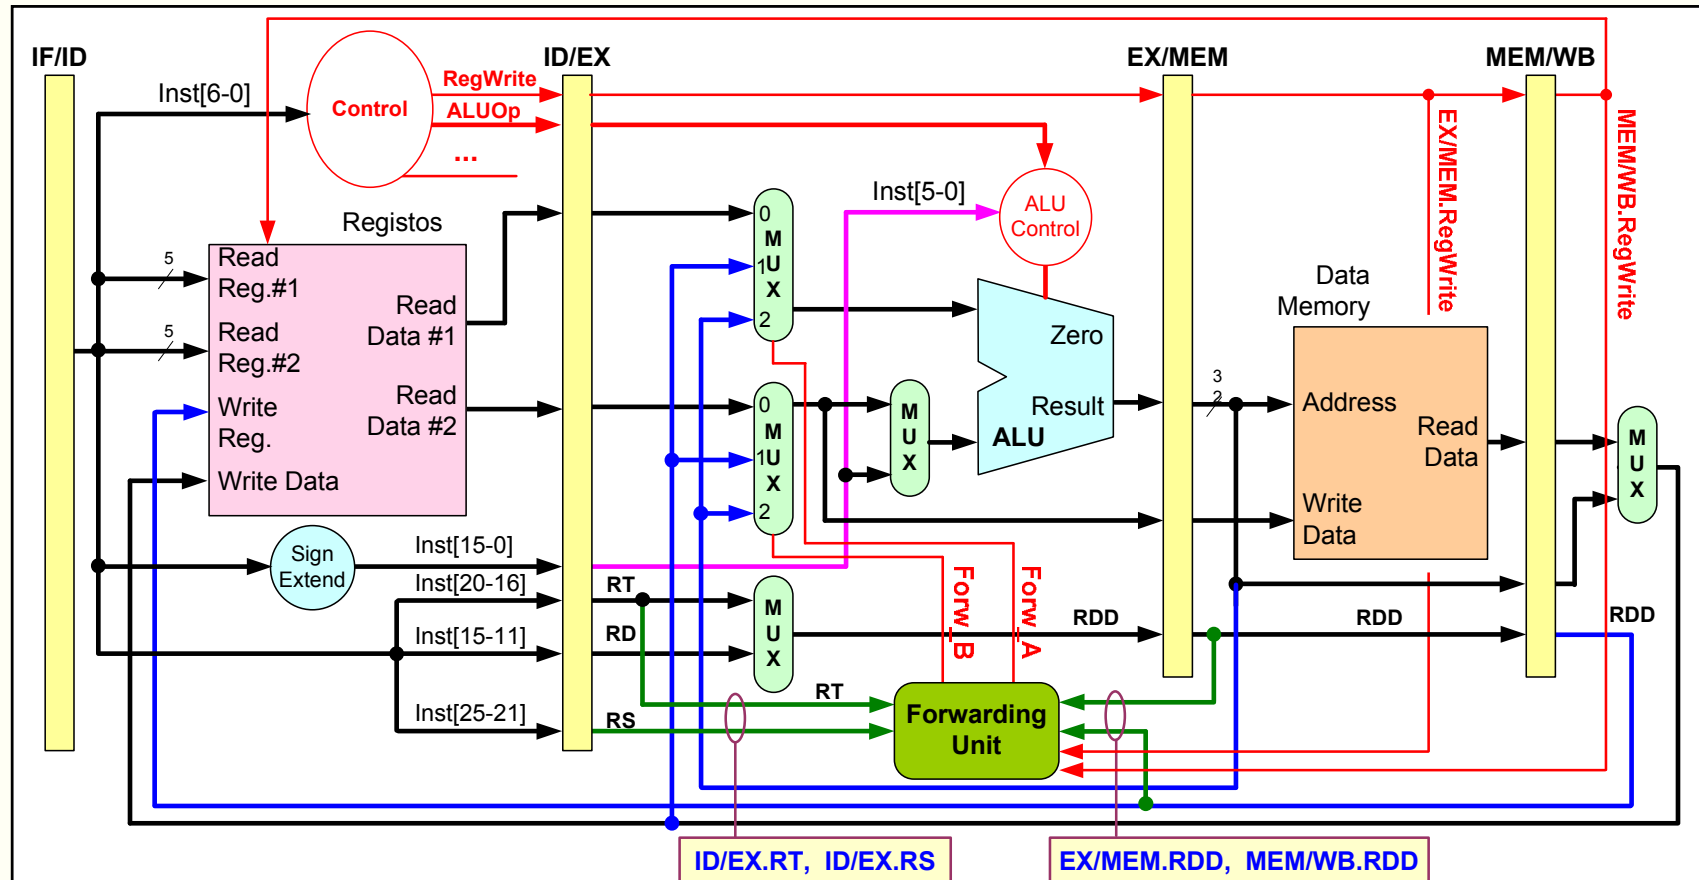 IF/ID
ID/EX
EX/MEM
MEM/WB
Inst[6-0]
Control
RegWrite
ALUOp
...
Inst[5-0]
ALU
Control
EX/MEM.RegWrite
MEM/WB.RegWrite
Registos
5
Read
Reg.#1
5
Read
Reg.#2
Write
Reg.
Write Data
Read
Data #1
Read
Data #2
0
M
1
U
X
2
0
M
1
U
X
2
M
U
X
Zero
Result
ALU
3
2
Data
Memory
Address
Read
Data
Write
Data
M
U
X
Sign
Extend
Inst[15-0]
Inst[20-16]
Inst[15-11]
Inst[25-21]
RT
RD
RS
M
U
X
RT
Forw B
Forw A
RDD
RDD
RDD
Forwarding
Unit
ID/EX.RT, ID/EX.RS
EX/MEM.RDD, MEM/WB.RDD